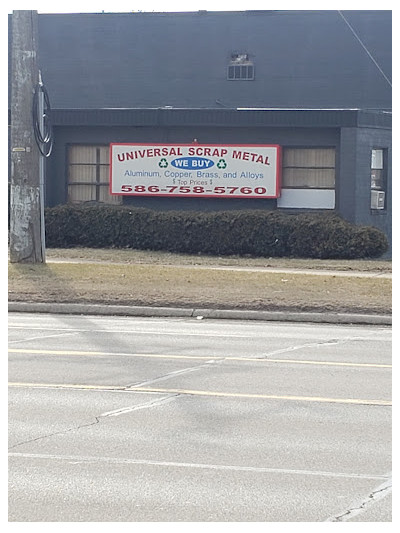 UNIVERSAL SCRAP METAL
WE BUY
Aluminum, Copper, Brass, and Alloys
$ Top Prices $
586-758-5760